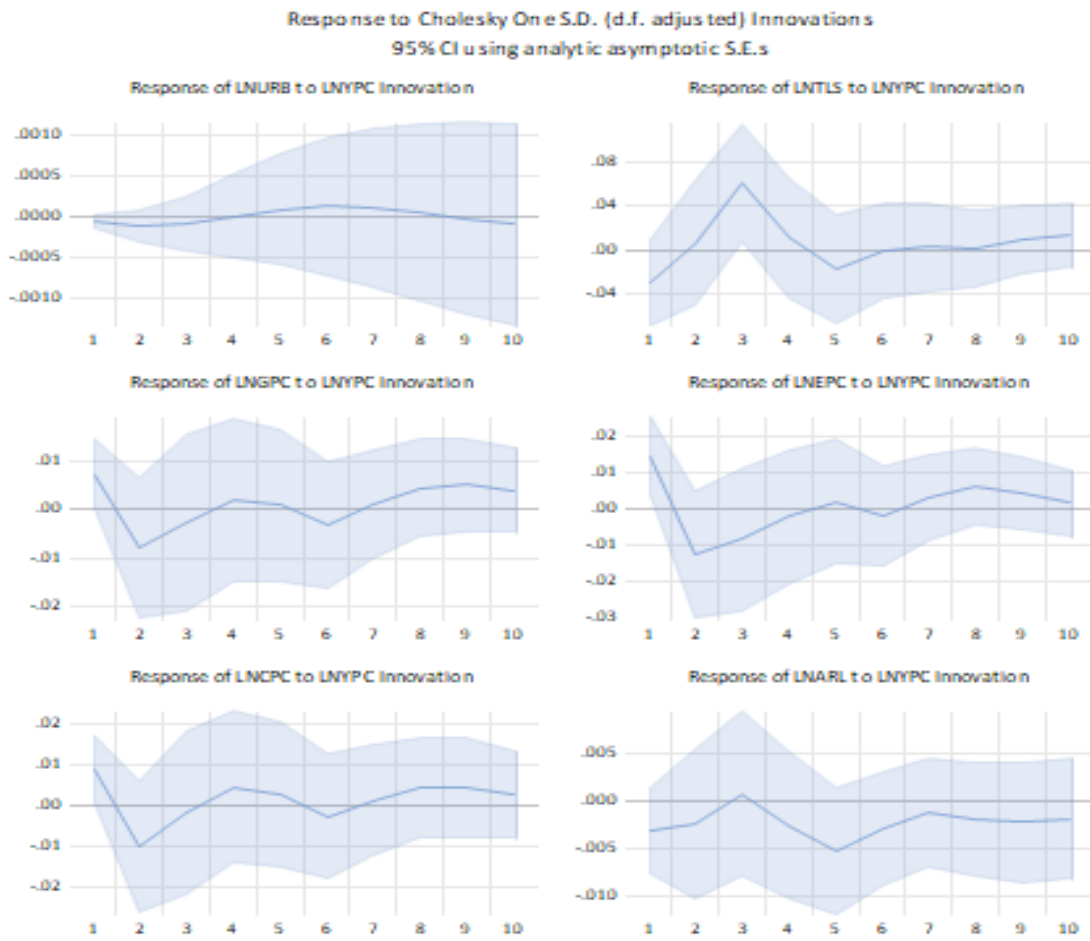 Response to Cholesky One S.D. (d.f. adjusted) Innovations
95% CI using analytic asymptotic S.E.s
Response of LNURB to LNYPC Innovation
.0010
.0005
.0000
-.0005
-.0010
1 2 3 4 5 6 7 8 9 10
Response of LNTLS to LNYPC Innovation
.08
.04
.00
-.04
1 2 3 4 5 6 7 8 9 10
Response of LNGPC to LNYPC Innovation
.01
.00
-.01
-.02
1 2 3 4 5 6 7 8 9 10
Response of LNEPC to LNYPC Innovation
.02
.01
.00
-.01
-.02
-.03
1 2 3 4 5 6 7 8 9 10
Response of LNCPC to LNYPC Innovation
.02
.01
.00
-.01
-.02
1 2 3 4 5 6 7 8 9 10
Response of LNARL to LNYPC Innovation
.005
.000
-.005
-.010
1 2 3 4 5 6 7 8 9 10